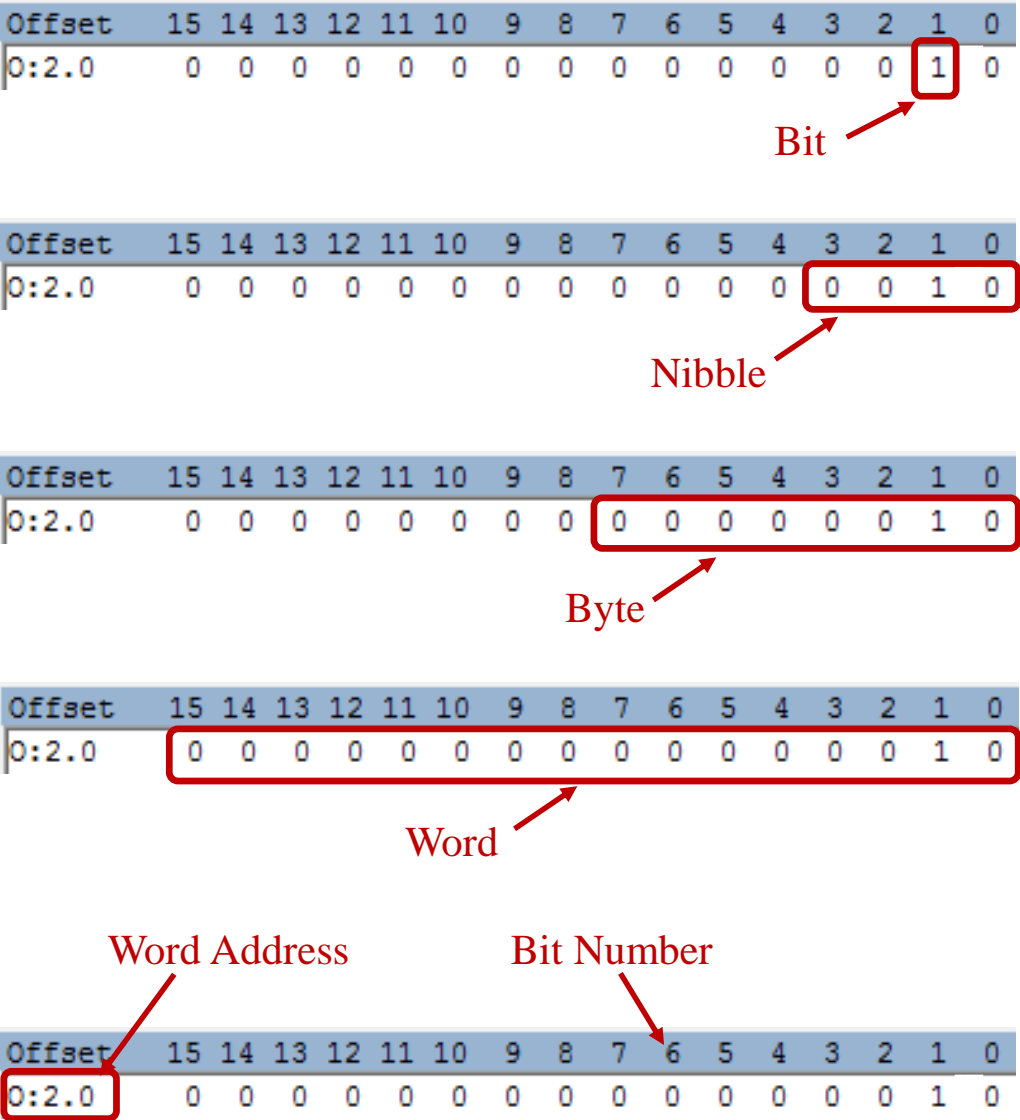 Offset 15 14 13 12 11 10 9 8 7 6 5 4 3 2 1 0
O:2.0 0 0 0 0 0 0 0 0 0 0 0 0 0 0 1 0
Bit
Offset 15 14 13 12 11 10 9 8 7 6 5 4 3 2 1 0
O:2.0 0 0 0 0 0 0 0 0 0 0 0 0 0 0 1 0
Nibble
Offset 15 14 13 12 11 10 9 8 7 6 5 4 3 2 1 0
O:2.0 0 0 0 0 0 0 0 0 0 0 0 0 0 0 1 0
Byte
Offset 15 14 13 12 11 10 9 8 7 6 5 4 3 2 1 0
O:2.0 0 0 0 0 0 0 0 0 0 0 0 0 0 0 1 0
Word
Word Address Bit Number
Offset 15 14 13 12 11 10 9 8 7 6 5 4 3 2 1 0
O:2.0 0 0 0 0 0 0 0 0 0 0 0 0 0 0 1 0